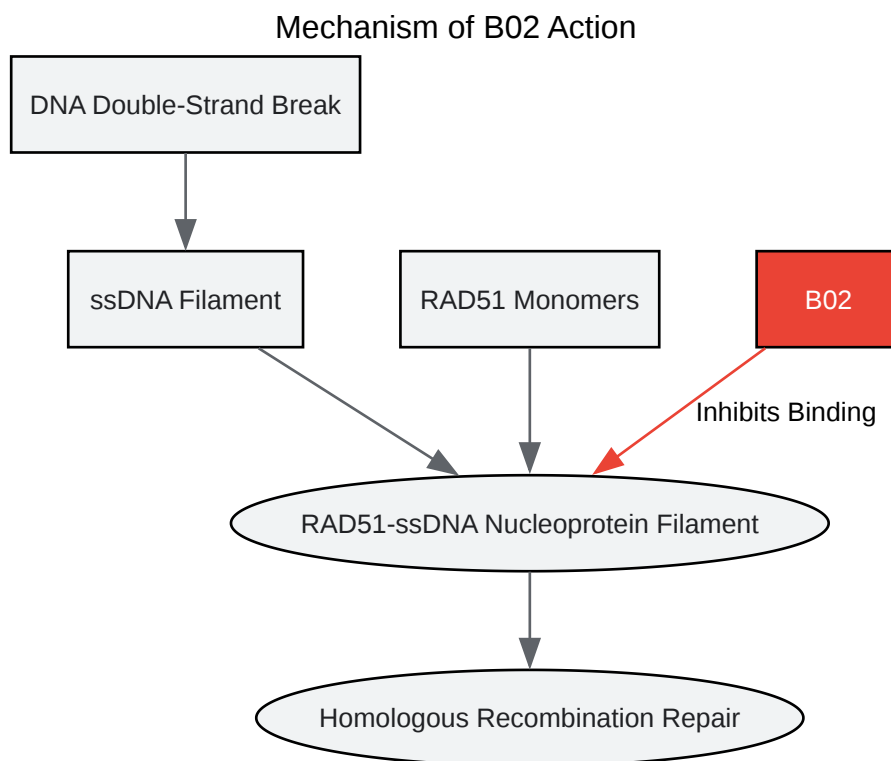 Mechanism of B02 Action
DNA Double-Strand Break
ssDNA Filament
RAD51 Monomers
B02
Inhibits Binding
RAD51-ssDNA Nucleoprotein Filament
Homologous Recombination Repair